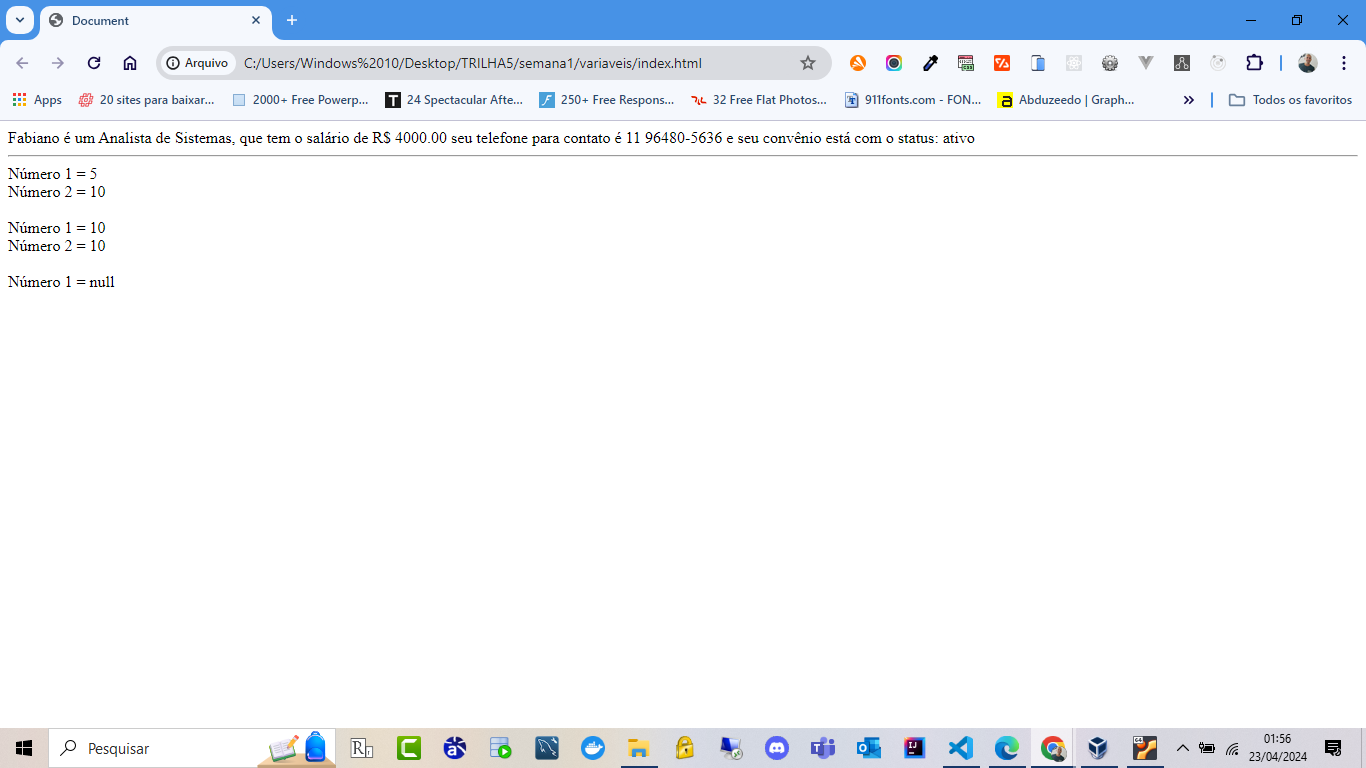 Document
Arquivo
C:/Users/Windows%2010/Desktop/TRILHA5/semana1/variaveis/index.html
Apps
20 sites para baixar...
2000+ Free Powerp...
24 Spectacular Afte...
250+ Free Respons...
32 Free Flat Photos...
911fonts.com - FON...
Abduzeedo | Graph...
Todos os favoritos
Fabiano é um Analista de Sistemas, que tem o salário de R$ 4000.00 seu telefone para contato é 11 96480-5636 e seu convênio está com o status: ativo
Número 1 = 5
Número 2 = 10
Número 1 = 10
Número 2 = 10
Número 1 = null
Pesquisar
01:56
23/04/2024